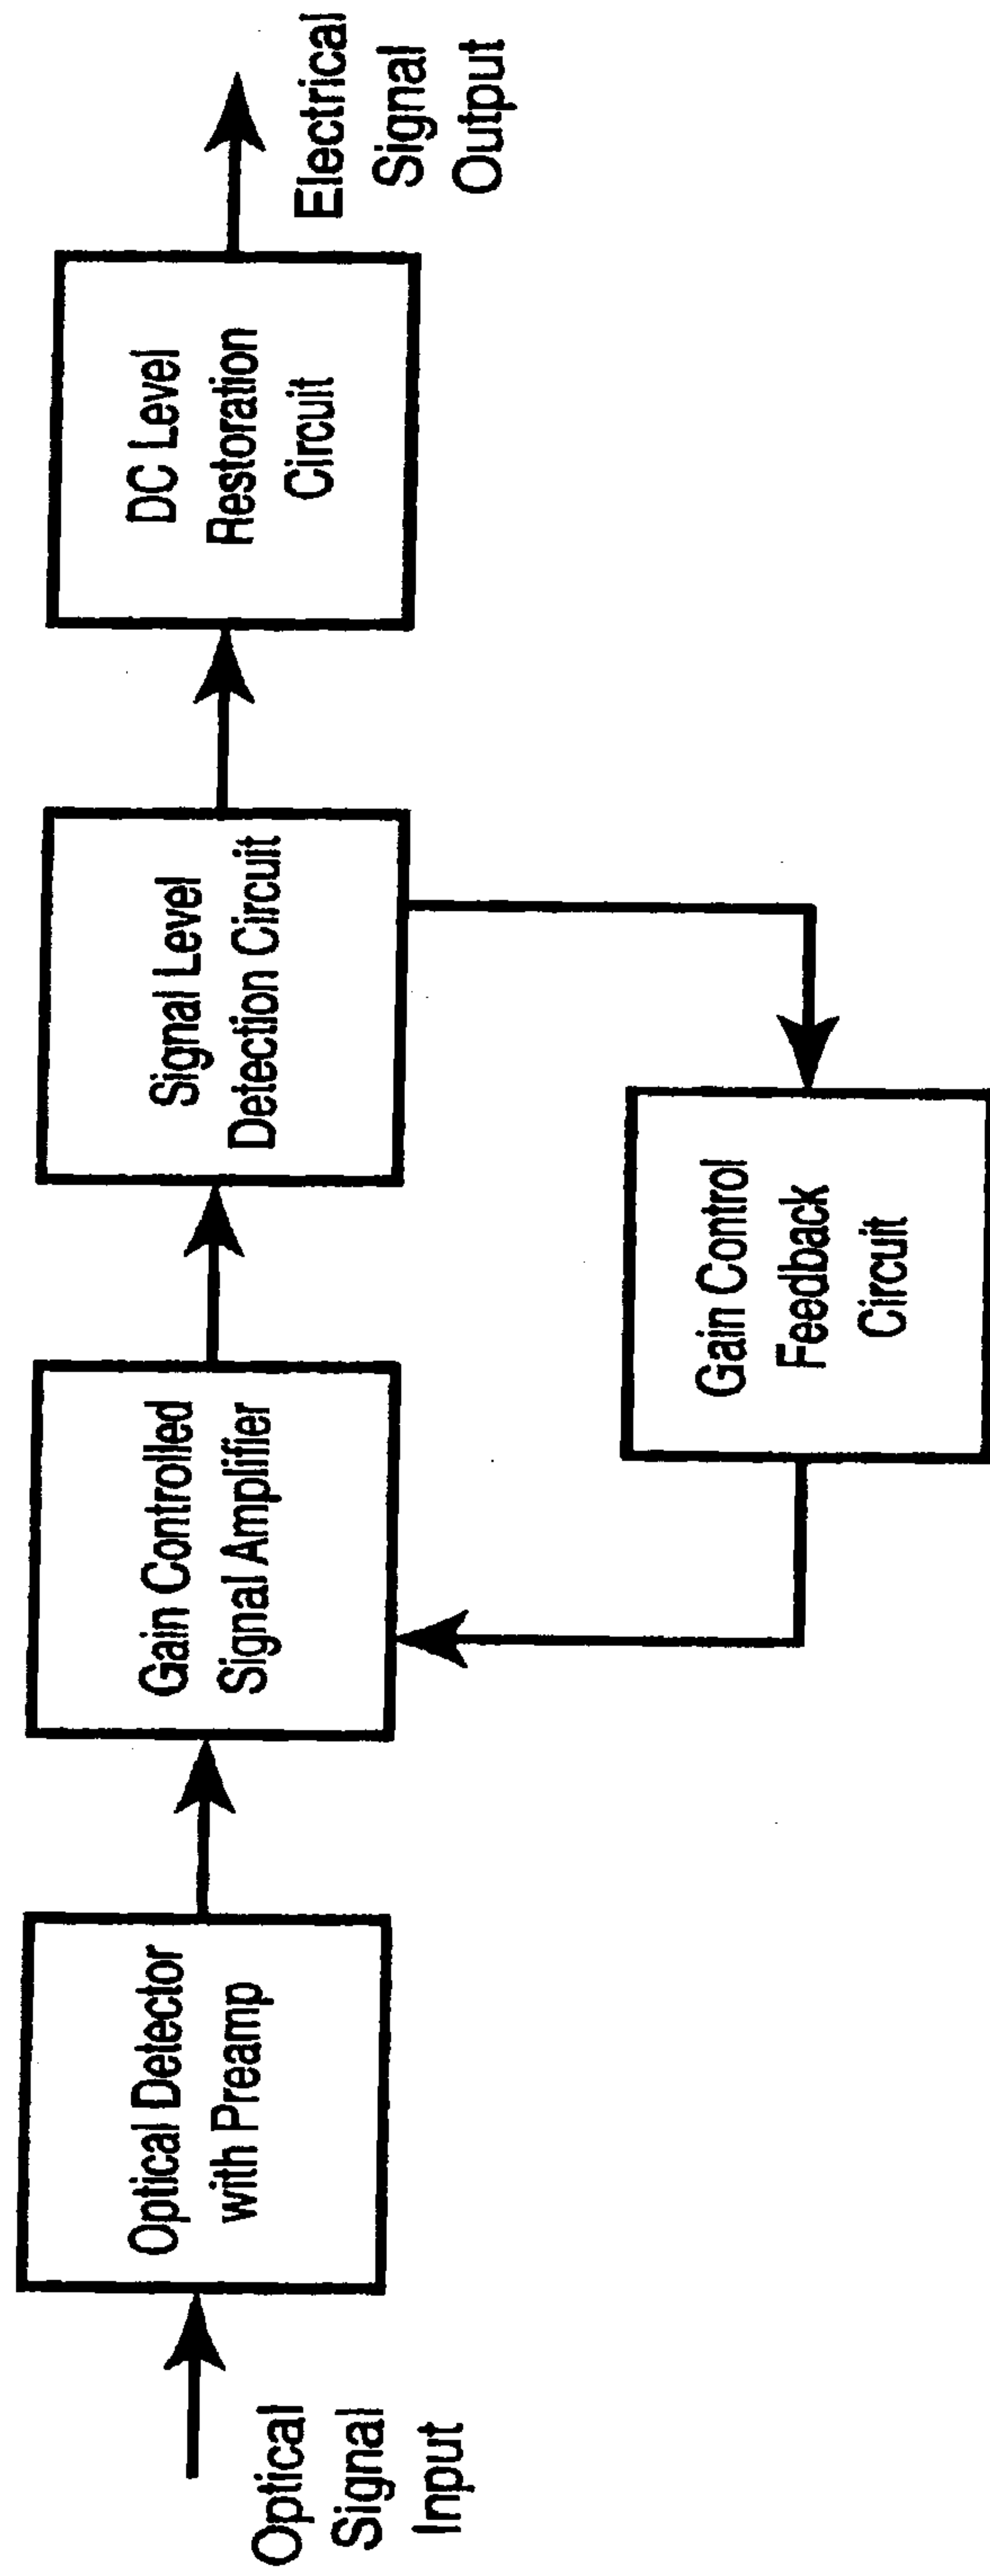 Optical
Signal
Input
Optical Detector
with Preamp
Gain Controlled
Signal Amplifier
Signal Level
Detection Circuit
Gain Control
Feedback
Circuit
DC Level
Restoration
Circuit
Electrical
Signal
Output